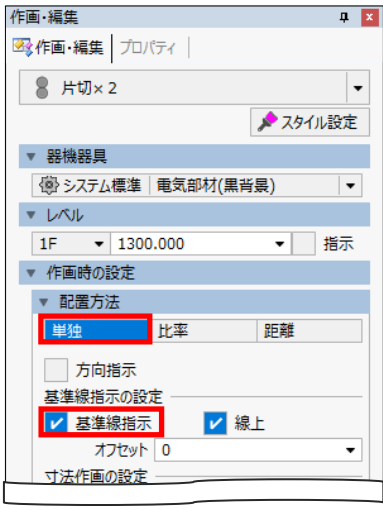 作画・編集
作画・編集 プロパティ
片切×2
スタイル設定
器機器具
システム標準 電気部材(黒背景)
レベル
1F 1300.000 指示
作画時の設定
配置方法
単独 比率 距離
方向指示
基準線指示の設定
基準線指示 線上
オフセット 0
寸法作画の設定